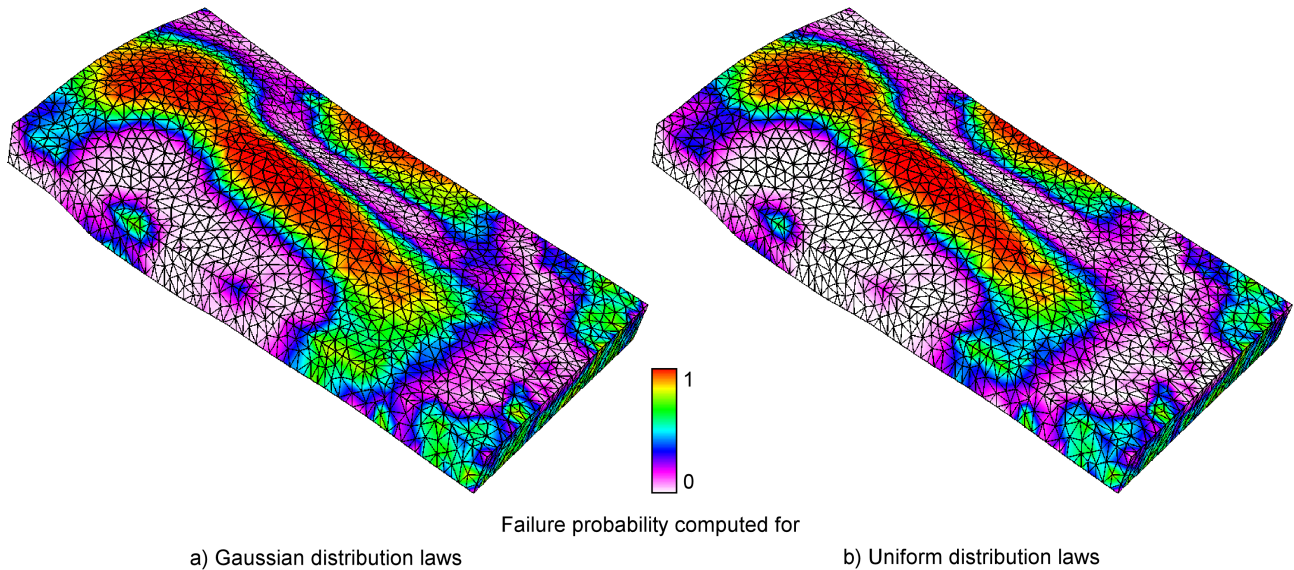 1
0
Failure probability computed for
a) Gaussian distribution laws
b) Uniform distribution laws